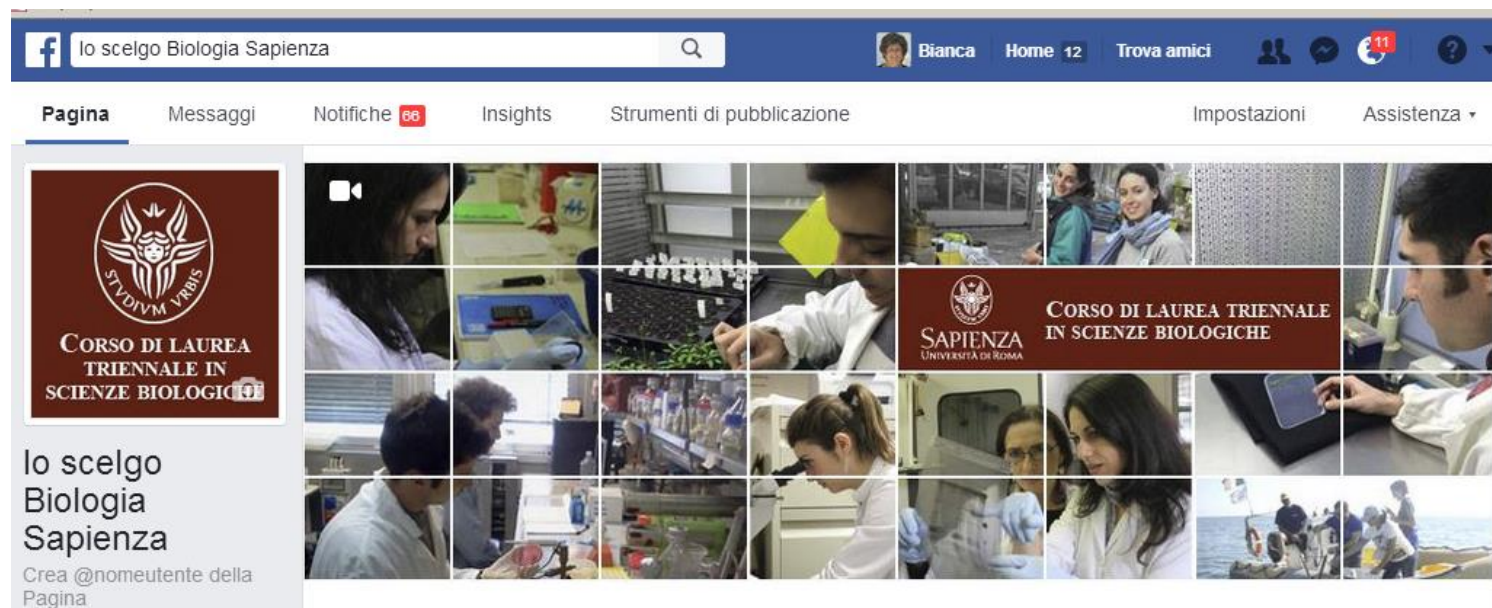 Io scelgo Biologia Sapienza
Bianca Home 12 Trova amici 11
Pagina Messaggi Notifiche 66 Insights Strumenti di pubblicazione Impostazioni Assistenza
STVDIVM VRBIS
CORSO
DI LAUREA
TRIENNALE IN
SCIENZE BIOLOGICHE
SAPIENZA
UNIVERSITÀ DI ROMA
CORSO DI LAUREA TRIENNALE
IN SCIENZE BIOLOGICHE
Io scelgo
Biologia
Sapienza
Crea @nomeutente della
Pagina